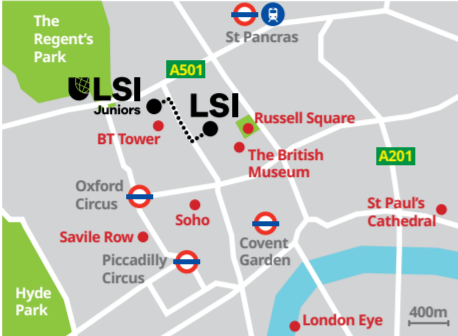 The
Regent's
Park
St Pancras
A501
LSI
Juniors
LSI
Russell Square
BT Tower
The British
Museum
A201
Oxford
Circus
Soho
St Paul's
Cathedral
Savile Row
Covent
Garden
Piccadilly
Circus
Hyde
Park
London Eye
400m